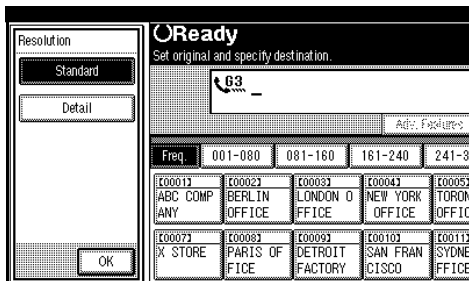 Resolution
Standard
Detail
OK
Ready
Set original and specify destination.
G3
Adv. Features
Freq. 001-080 081-160 161-240 241-3
[0001] [0002] [0003] [0004] [0005]
ABC COMP BERLIN LONDON O NEW YORK TORON
ANY OFFICE FFICE OFFICE OFFIC
[0007] [0008] [0009] [0010] [0011]
X STORE PARIS OF DETROIT SAN FRAN SYDNE
FICE FACTORY CISCO FFICE